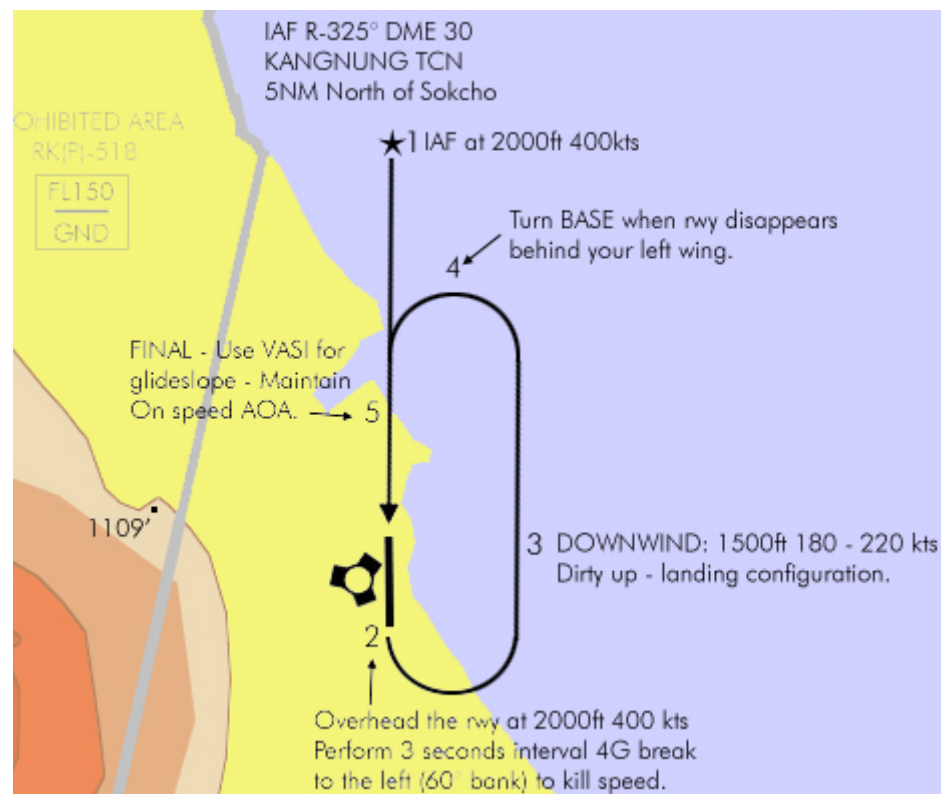 IAF R-325° DME 30
KANGNUNG TCN
5NM North of Sokcho
OHIBITED AREA
RK(P)-518
FL150
GND
1 IAF at 2000ft 400kts
Turn BASE when rwy disappears
behind your left wing.
4
FINAL - Use VASI for
glideslope - Maintain
On speed AOA.
5
1109'
3 DOWNWIND: 1500ft 180 - 220 kts
Dirty up - landing configuration.
2
Overhead the rwy at 2000ft 400 kts
Perform 3 seconds interval 4G break
to the left (60° bank) to kill speed.